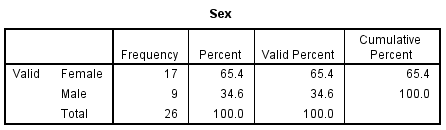 Sex
Frequency Percent Valid Percent Cumulative Percent
Valid Female 17 65.4 65.4 65.4
Male 9 34.6 34.6 100.0
Total 26 100.0 100.0